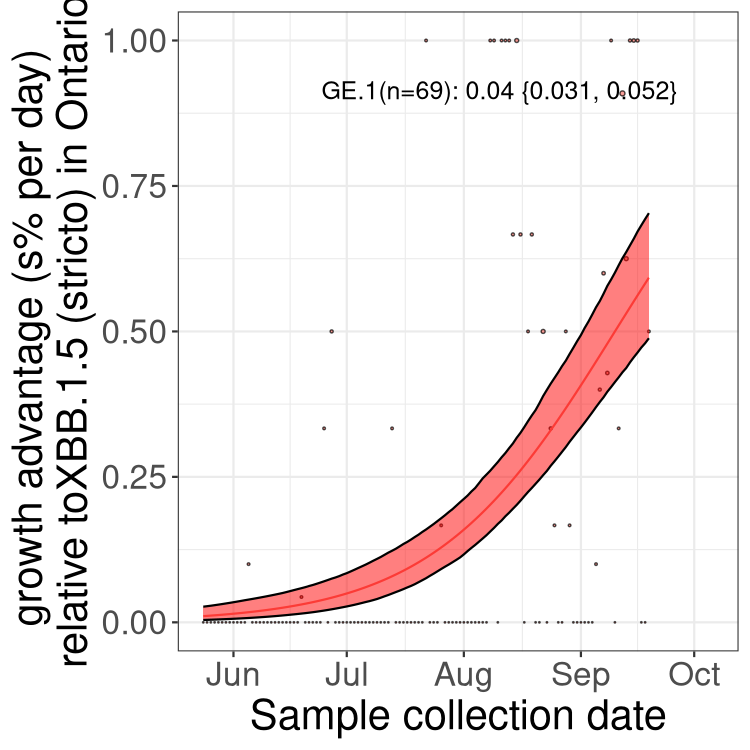 growth advantage (s% per day)
relative toXBB.1.5 (stricto) in Ontario
1.00
0.75
0.50
0.25
0.00
GE.1(n=69): 0.04 {0.031, 0.052}
Jun Jul Aug Sep Oct
Sample collection date